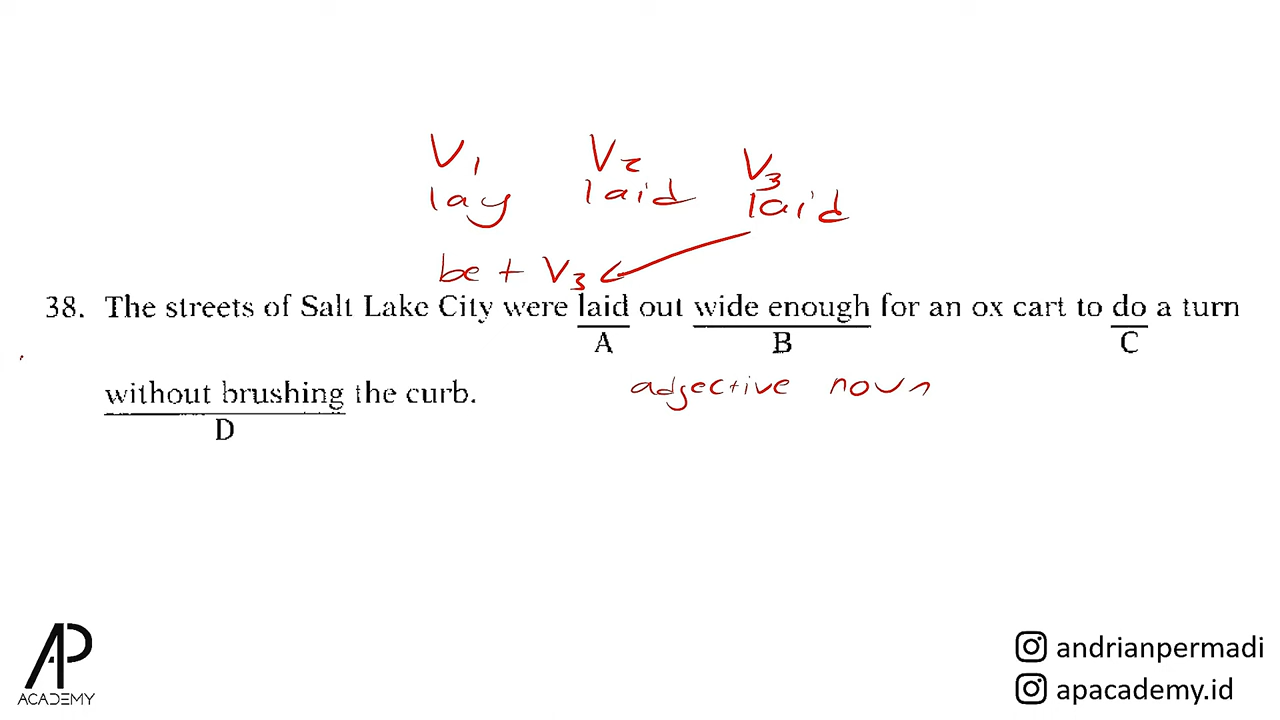 V1 V2 V3
lay laid laid
be + V3
38. The streets of Salt Lake City were laid out wide enough for an ox cart to do a turn
A B C
without brushing the curb.
adjective noun
D
AP
ACADEMY
andrianpermadi
apacademy.id